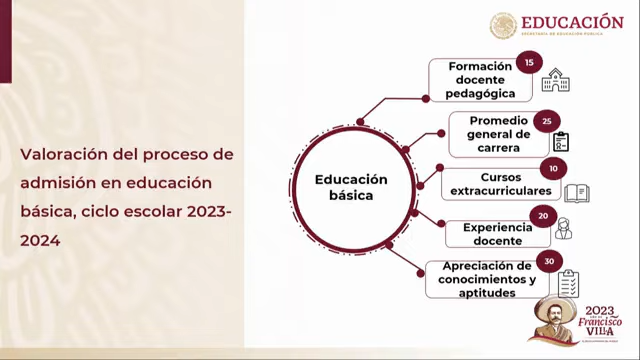 EDUCACIÓN
SECRETARÍA DE EDUCACIÓN PÚBLICA
Valoración del proceso de
admisión en educación
básica, ciclo escolar 2023-
2024
Educación
básica
15
Formación
docente
pedagógica
25
Promedio
general de
carrera
10
Cursos
extracurriculares
20
Experiencia
docente
30
Apreciación de
conocimientos y
aptitudes
2023
Francisco
VILLA